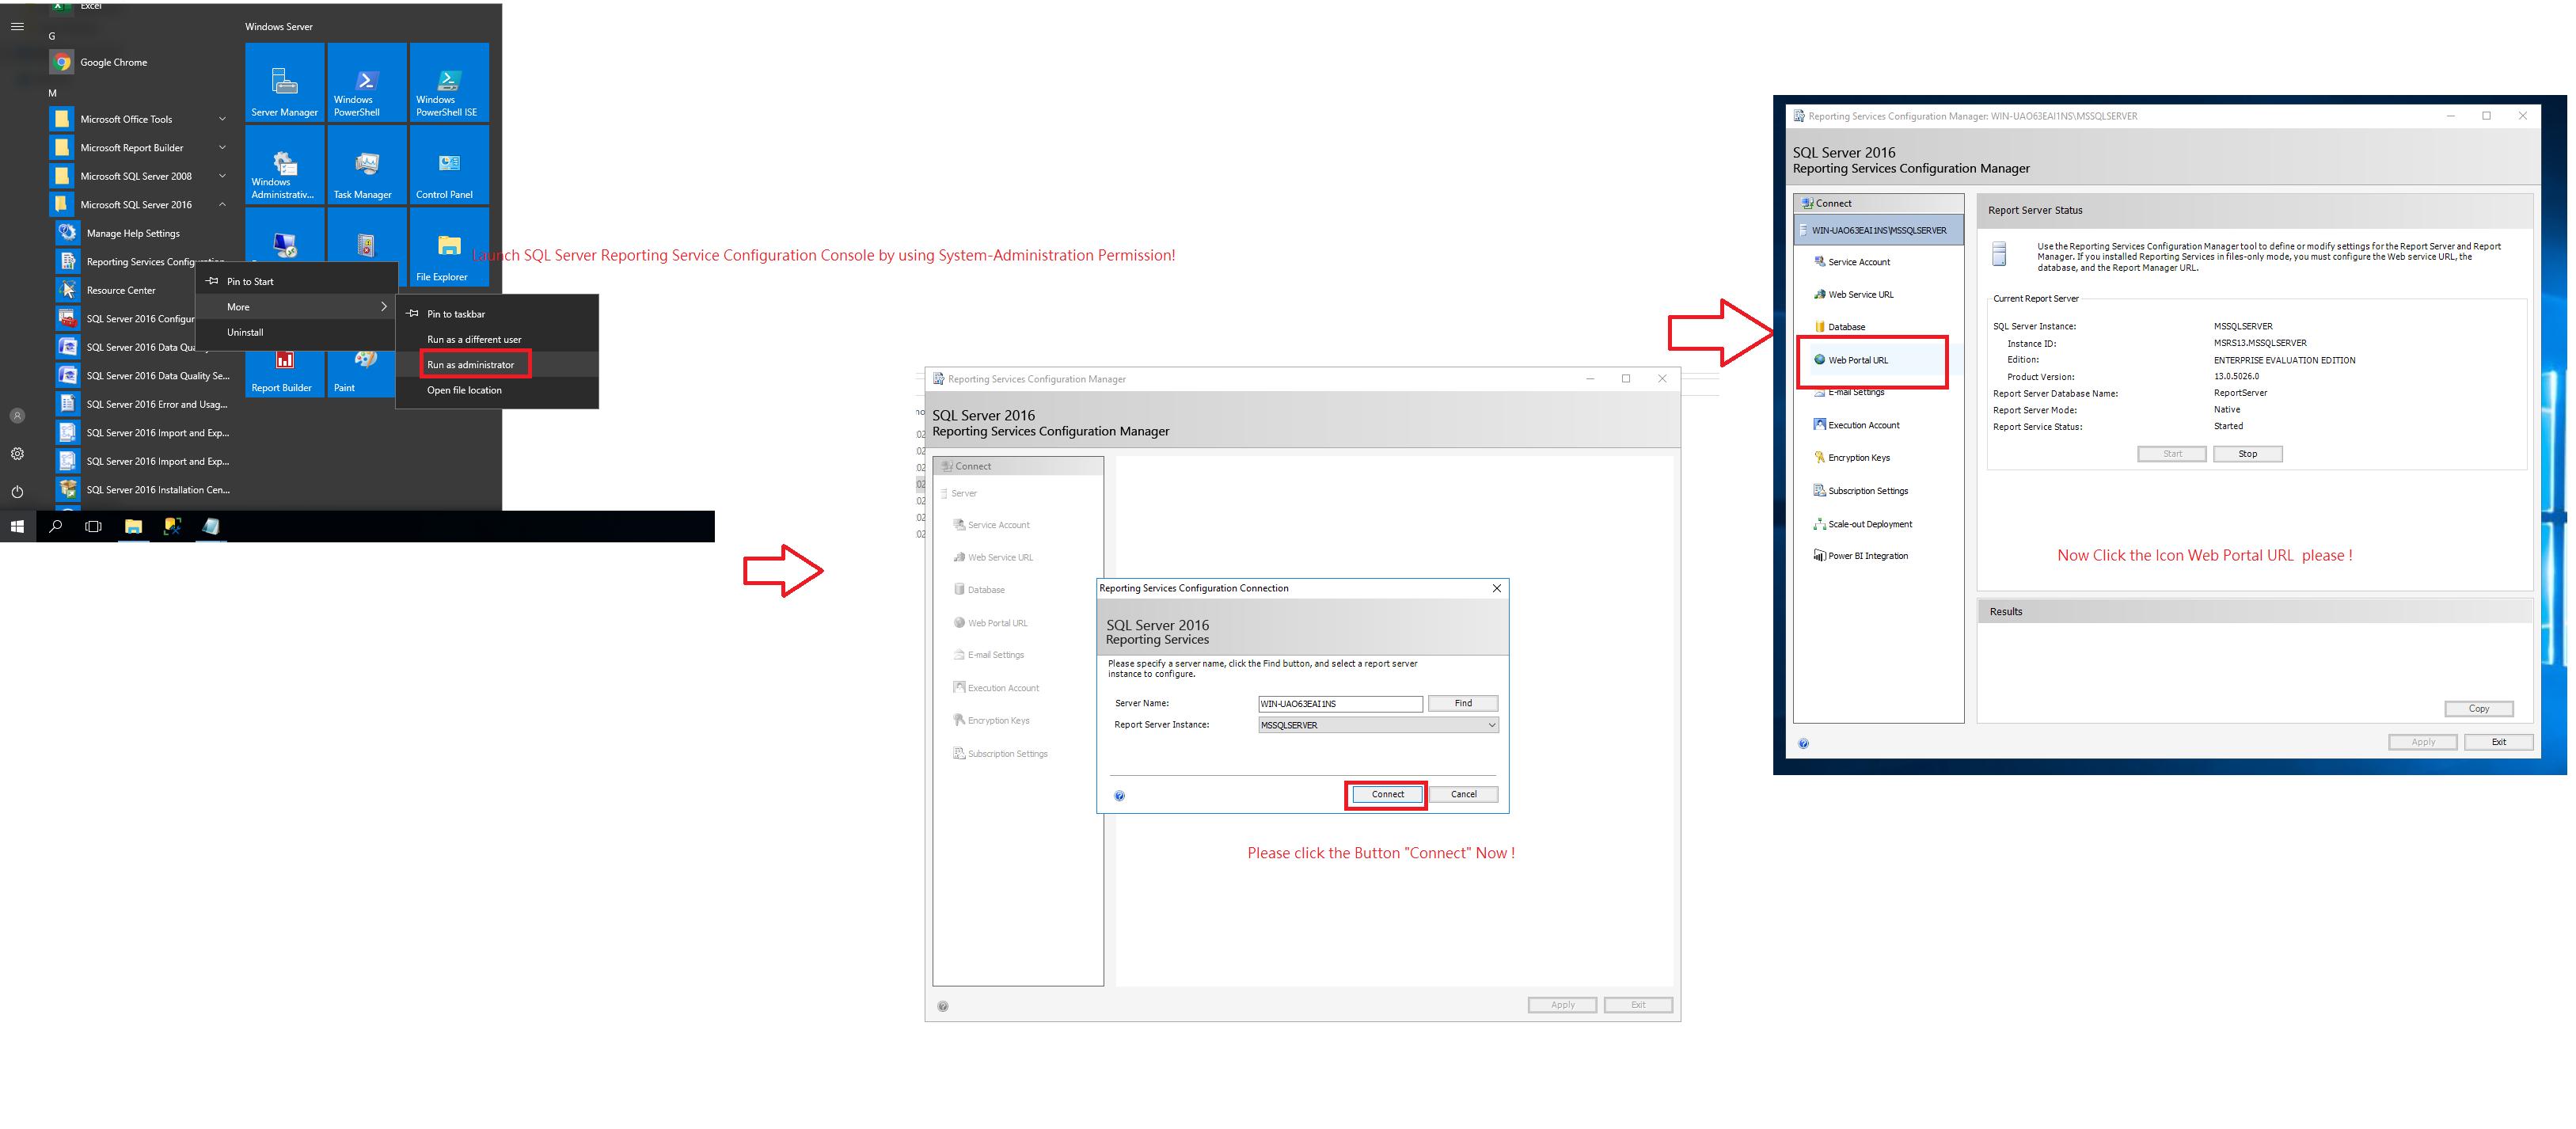 Excel
Windows Server
G
Google Chrome
M
Server Manager
Windows
PowerShell
Windows
PowerShell ISE
Microsoft Office Tools
Microsoft Report Builder
Microsoft SQL Server 2008
Microsoft SQL Server 2016
Windows
Administrativ...
Task Manager
Control Panel
Manage Help Settings
Reporting Services Configuration
Resource Center
SQL Server 2016 Configur
SQL Server 2016 Data Quality
SQL Server 2016 Data Quality Se...
SQL Server 2016 Error and Usag...
SQL Server 2016 Import and Exp...
SQL Server 2016 Import and Exp...
SQL Server 2016 Installation Cen...
File Explorer
Report Builder
Paint
Pin to Start
More
Uninstall
Pin to taskbar
Run as a different user
Run as administrator
Open file location
Launch SQL Server Reporting Service Configuration Console by using System-Administration Permission!
Reporting Services Configuration Manager
SQL Server 2016
Reporting Services Configuration Manager
Connect
Server
Service Account
Web Service URL
Database
Web Portal URL
E-mail Settings
Execution Account
Encryption Keys
Subscription Settings
Reporting Services Configuration Connection
SQL Server 2016
Reporting Services
Please specify a server name, click the Find button, and select a report server
instance to configure.
Server Name:
WIN-UAO63EAI1NS
Find
Report Server Instance:
MSSQLSERVER
Connect
Cancel
Please click the Button "Connect" Now !
Apply
Exit
Reporting Services Configuration Manager: WIN-UAO63EAI1NS\MSSQLSERVER
SQL Server 2016
Reporting Services Configuration Manager
Connect
WIN-UAO63EAI1NS\MSSQLSERVER
Service Account
Web Service URL
Database
Web Portal URL
E-mail Settings
Execution Account
Encryption Keys
Subscription Settings
Scale-out Deployment
Power BI Integration
Report Server Status
Use the Reporting Services Configuration Manager tool to define or modify settings for the Report Server and Report
Manager. If you installed Reporting Services in files-only mode, you must configure the Web service URL, the
database, and the Report Manager URL.
Current Report Server
SQL Server Instance: MSSQLSERVER
Instance ID: MSRS13.MSSQLSERVER
Edition: ENTERPRISE EVALUATION EDITION
Product Version: 13.0.5026.0
Report Server Database Name: ReportServer
Report Server Mode: Native
Report Service Status: Started
Start
Stop
Now Click the Icon Web Portal URL please !
Results
Copy
Apply
Exit